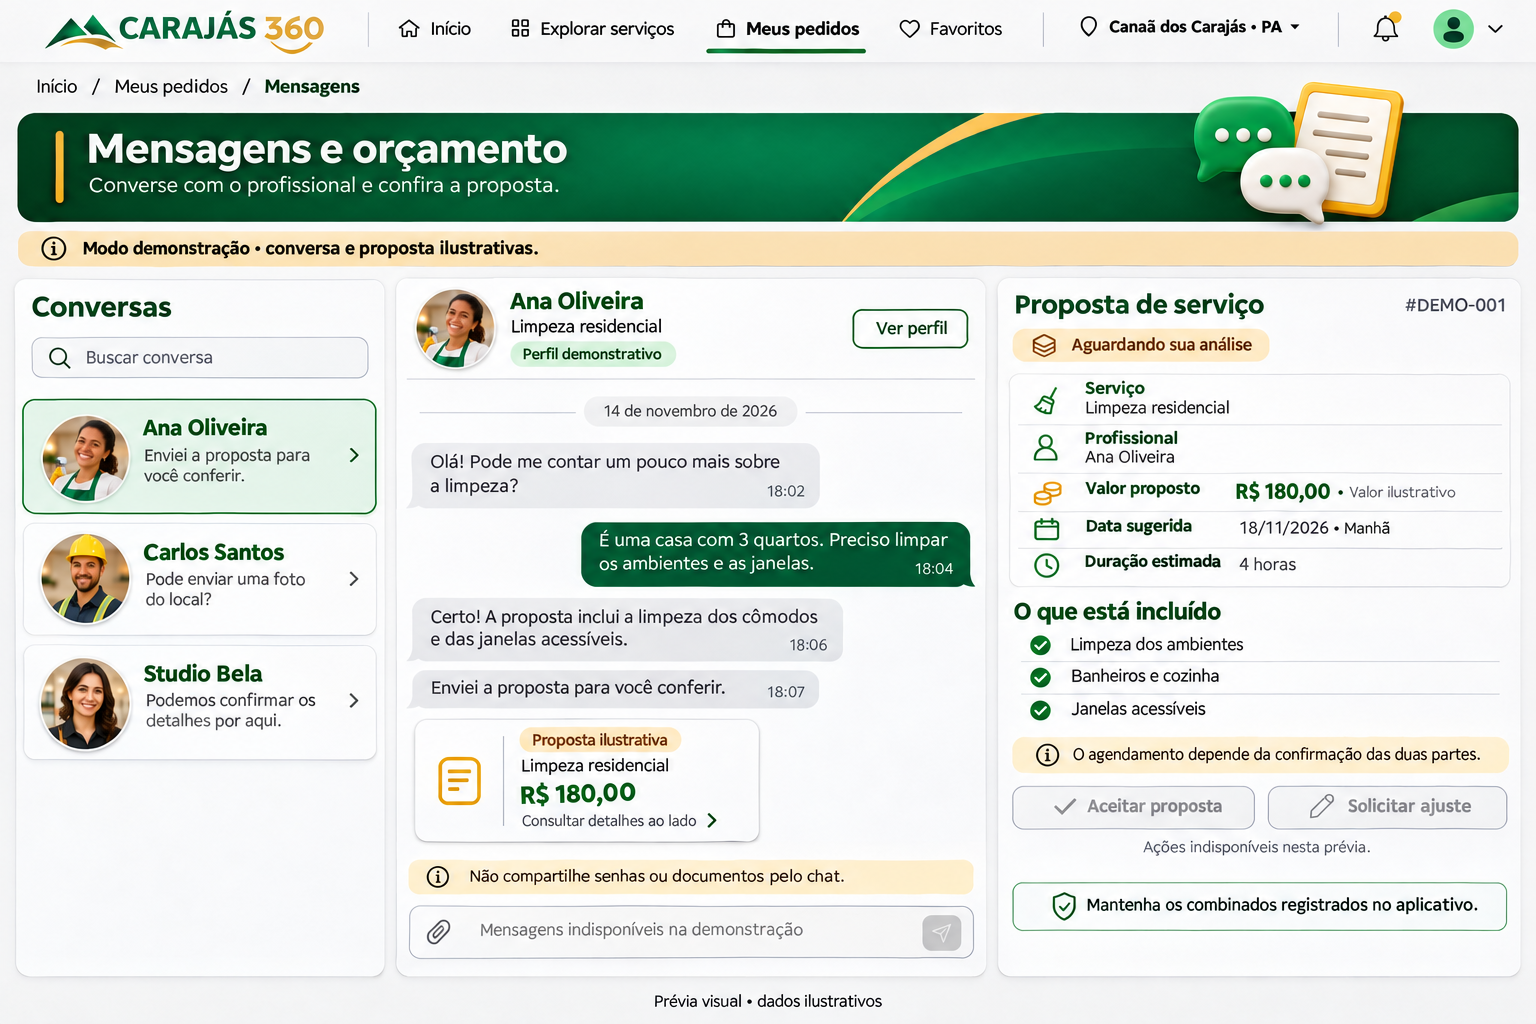 CARAJÁS 360
Início
Explorar serviços
Meus pedidos
Favoritos
Canaã dos Carajás • PA
Início / Meus pedidos / Mensagens
Mensagens e orçamento
Converse com o profissional e confira a proposta.
Modo demonstração • conversa e proposta ilustrativas.
Conversas
Buscar conversa
Ana Oliveira
Enviei a proposta para
você conferir.
Carlos Santos
Pode enviar uma foto
do local?
Studio Bela
Podemos confirmar os
detalhes por aqui.
Ana Oliveira
Limpeza residencial
Perfil demonstrativo
Ver perfil
14 de novembro de 2026
Olá! Pode me contar um pouco mais sobre
a limpeza?
18:02
É uma casa com 3 quartos. Preciso limpar
os ambientes e as janelas.
18:04
Certo! A proposta inclui a limpeza dos cômodos
e das janelas acessíveis.
18:06
Enviei a proposta para você conferir.
18:07
Proposta ilustrativa
Limpeza residencial
R$ 180,00
Consultar detalhes ao lado
Não compartilhe senhas ou documentos pelo chat.
Mensagens indisponíveis na demonstração
Proposta de serviço
#DEMO-001
Aguardando sua análise
Serviço
Limpeza residencial
Profissional
Ana Oliveira
Valor proposto R$ 180,00 • Valor ilustrativo
Data sugerida 18/11/2026 • Manhã
Duração estimada 4 horas
O que está incluído
Limpeza dos ambientes
Banheiros e cozinha
Janelas acessíveis
O agendamento depende da confirmação das duas partes.
Aceitar proposta
Solicitar ajuste
Ações indisponíveis nesta prévia.
Mantenha os combinados registrados no aplicativo.
Prévia visual • dados ilustrativos